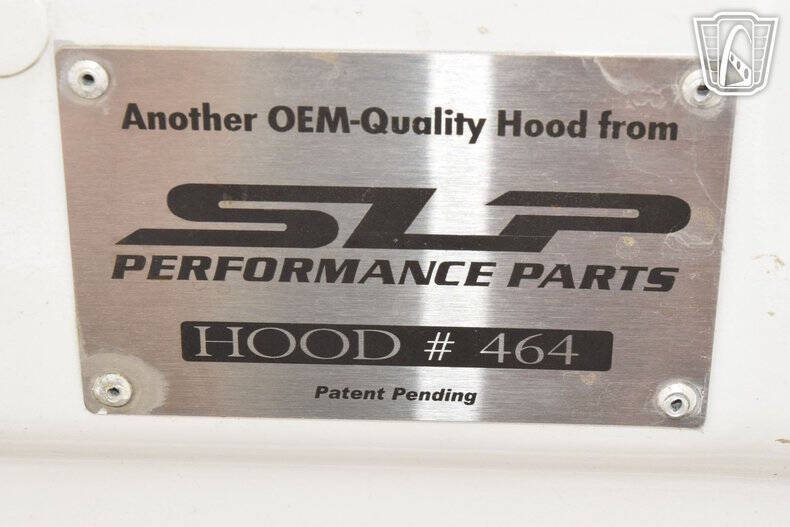 Another OEM-Quality Hood from
SLP
PERFORMANCE PARTS
HOOD # 464
Patent Pending